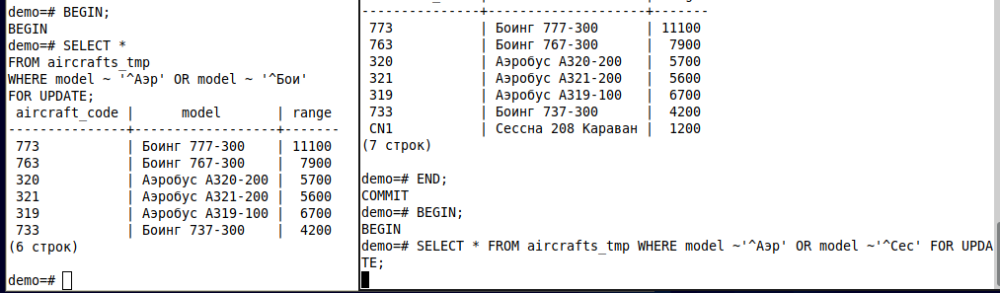 demo=# BEGIN;
BEGIN
demo=# SELECT *
FROM aircrafts_tmp
WHERE model ~ '^Аэр' OR model ~ '^Бои'
FOR UPDATE;
 aircraft_code |      model       | range
---------------+------------------+-------
 773           | Боинг 777-300    | 11100
 763           | Боинг 767-300    |  7900
 320           | Аэробус A320-200 |  5700
 321           | Аэробус A321-200 |  5600
 319           | Аэробус A319-100 |  6700
 733           | Боинг 737-300    |  4200
(6 строк)
demo=#
---------------+--------------------+-------
 773           | Боинг 777-300      | 11100
 763           | Боинг 767-300      |  7900
 320           | Аэробус A320-200   |  5700
 321           | Аэробус A321-200   |  5600
 319           | Аэробус A319-100   |  6700
 733           | Боинг 737-300      |  4200
 CN1           | Сессна 208 Караван |  1200
(7 строк)
demo=# END;
COMMIT
demo=# BEGIN;
BEGIN
demo=# SELECT * FROM aircrafts_tmp WHERE model ~'^Аэр' OR model ~'^Сес' FOR UPDA
TE;